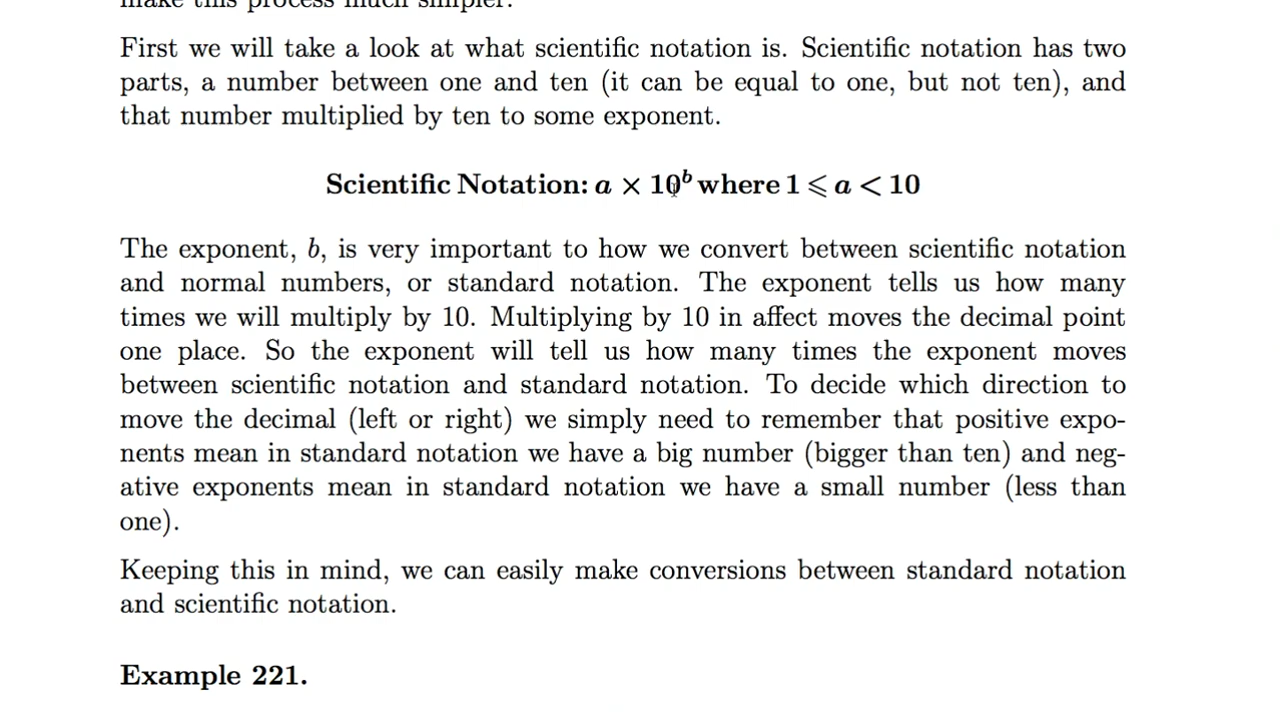 make this process much simpler.
First we will take a look at what scientific notation is. Scientific notation has two
parts, a number between one and ten (it can be equal to one, but not ten), and
that number multiplied by ten to some exponent.
Scientific Notation: a × 10ᵇ where 1 ⩽ a < 10
The exponent, b, is very important to how we convert between scientific notation
and normal numbers, or standard notation. The exponent tells us how many
times we will multiply by 10. Multiplying by 10 in affect moves the decimal point
one place. So the exponent will tell us how many times the exponent moves
between scientific notation and standard notation. To decide which direction to
move the decimal (left or right) we simply need to remember that positive expo-
nents mean in standard notation we have a big number (bigger than ten) and neg-
ative exponents mean in standard notation we have a small number (less than
one).
Keeping this in mind, we can easily make conversions between standard notation
and scientific notation.
Example 221.